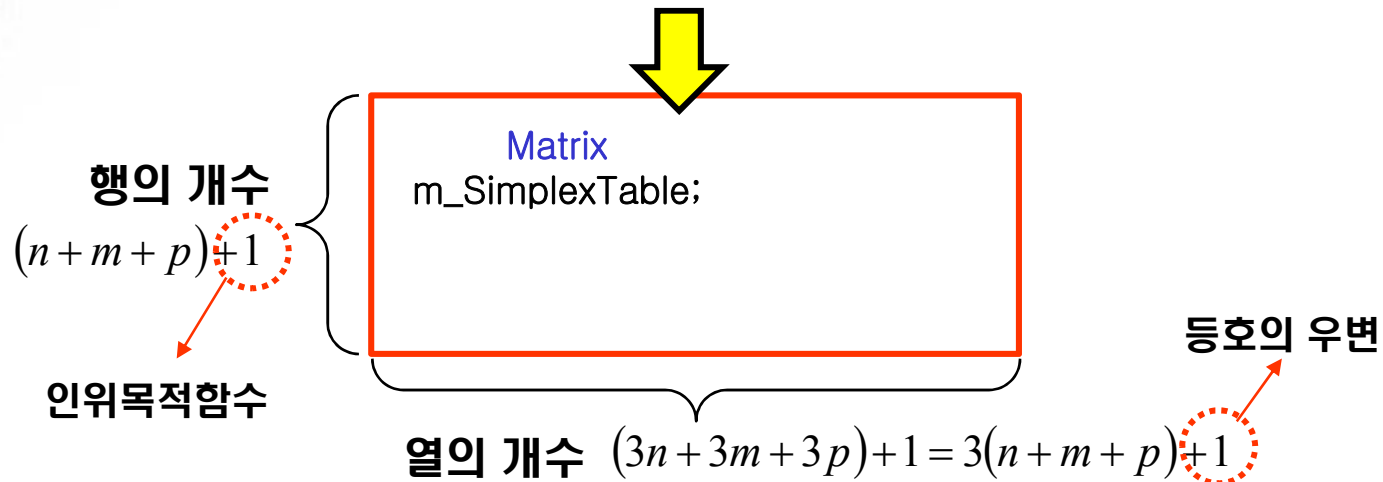 Matrix
m_SimplexTable;
행의 개수
(n + m + p) + 1
인위목적함수
등호의 우변
열의 개수 (3n + 3m + 3p) + 1 = 3(n + m + p) + 1